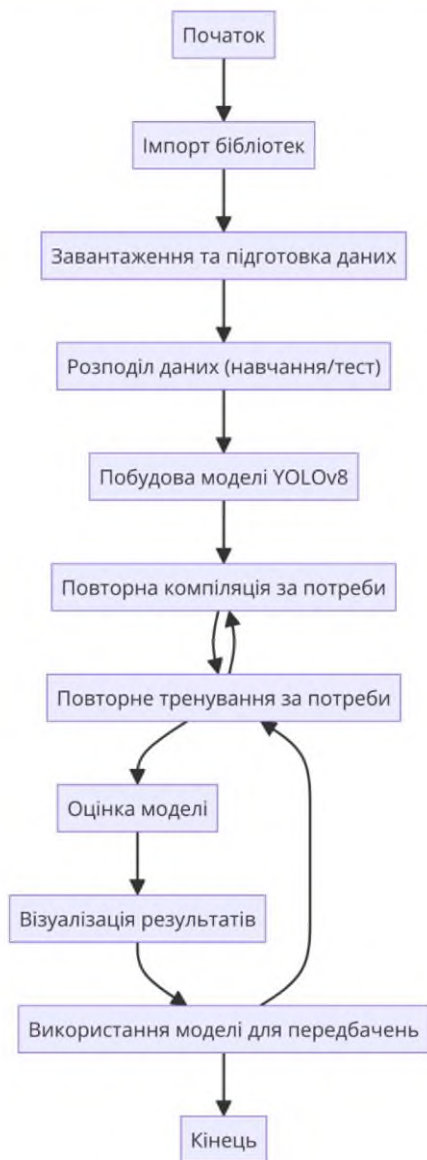 Початок
Імпорт бібліотек
Завантаження та підготовка даних
Розподіл даних (навчання/тест)
Побудова моделі YOLOv8
Повторна компіляція за потреби
Повторне тренування за потреби
Оцінка моделі
Візуалізація результатів
Використання моделі для передбачень
Кінець